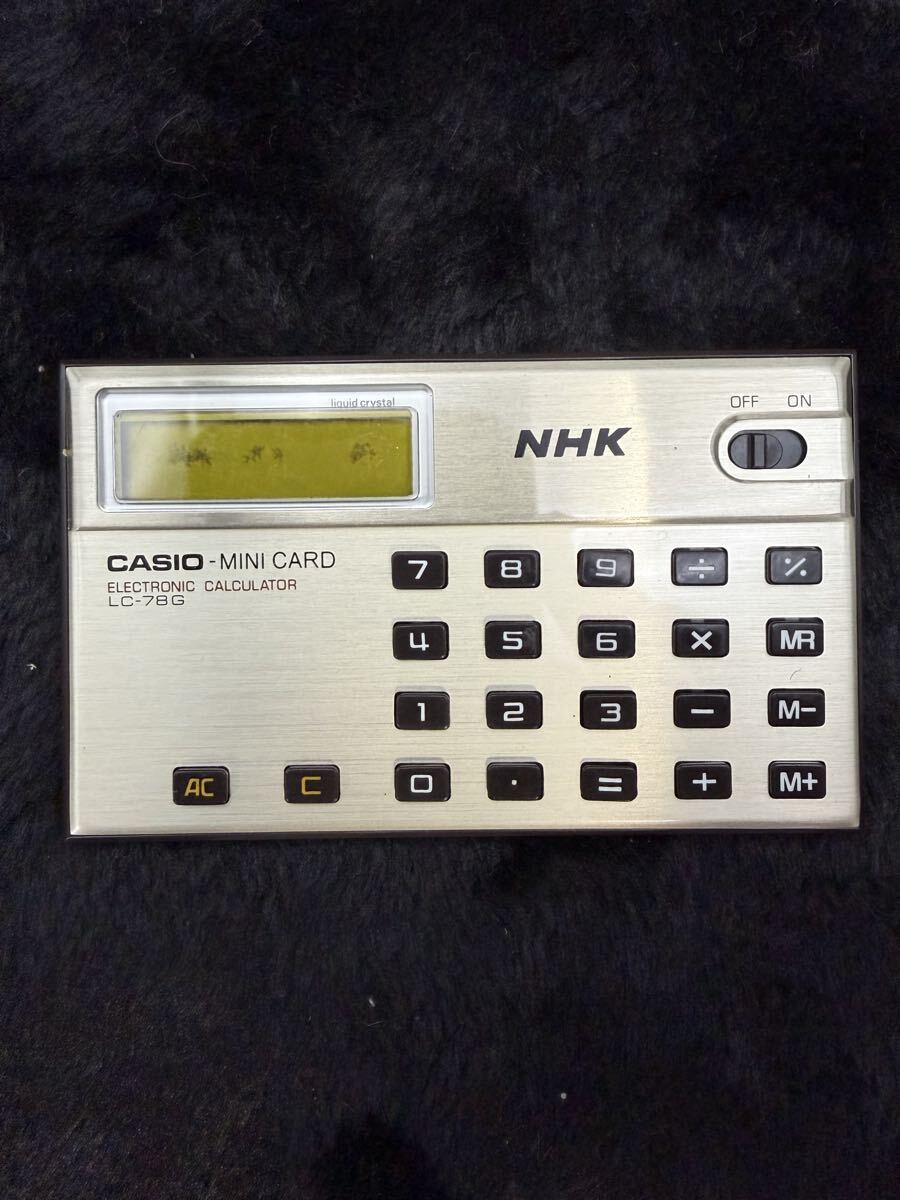 liquid crystal
NHK
OFF ON
CASIO - MINI CARD
ELECTRONIC CALCULATOR
LC-78G
7 8 9 ÷ %
4 5 6 × MR
1 2 3 − M−
AC C 0 . = + M+